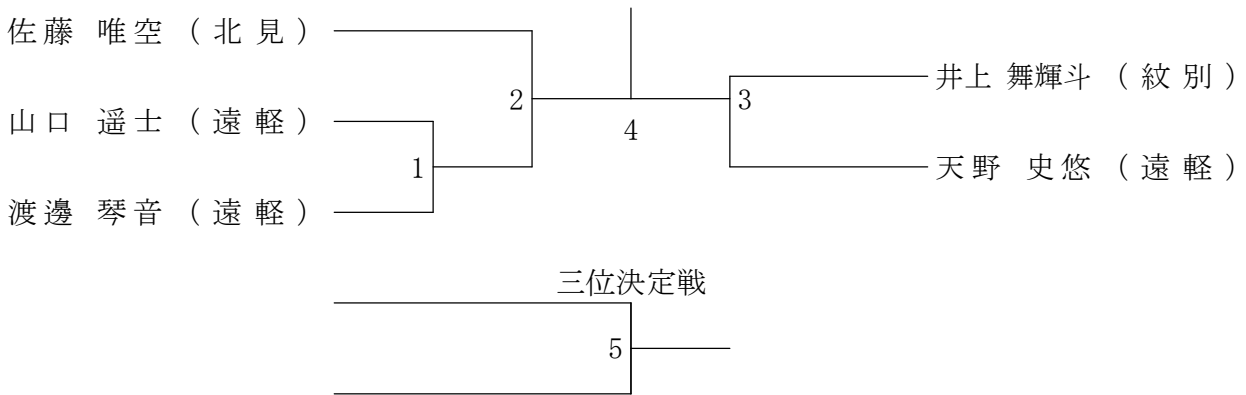 佐藤 唯空 （ 北 見 ）
山口 遥士 （ 遠 軽 ）
渡邊 琴音 （ 遠 軽 ）
1
2
4
3
井上 舞輝斗 （ 紋 別 ）
天野 史悠 （ 遠 軽 ）
三位決定戦
5